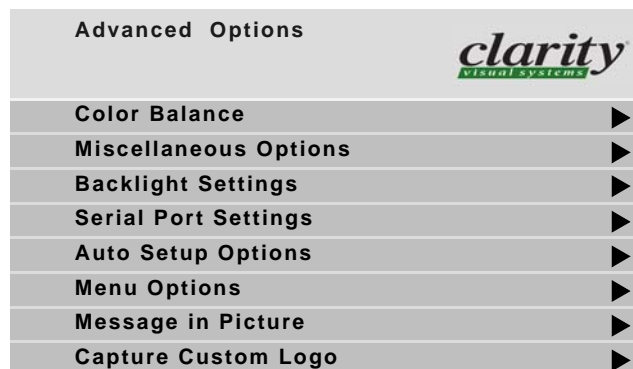 Advanced Options
clarity
visual systems
Color Balance
Miscellaneous Options
Backlight Settings
Serial Port Settings
Auto Setup Options
Menu Options
Message in Picture
Capture Custom Logo